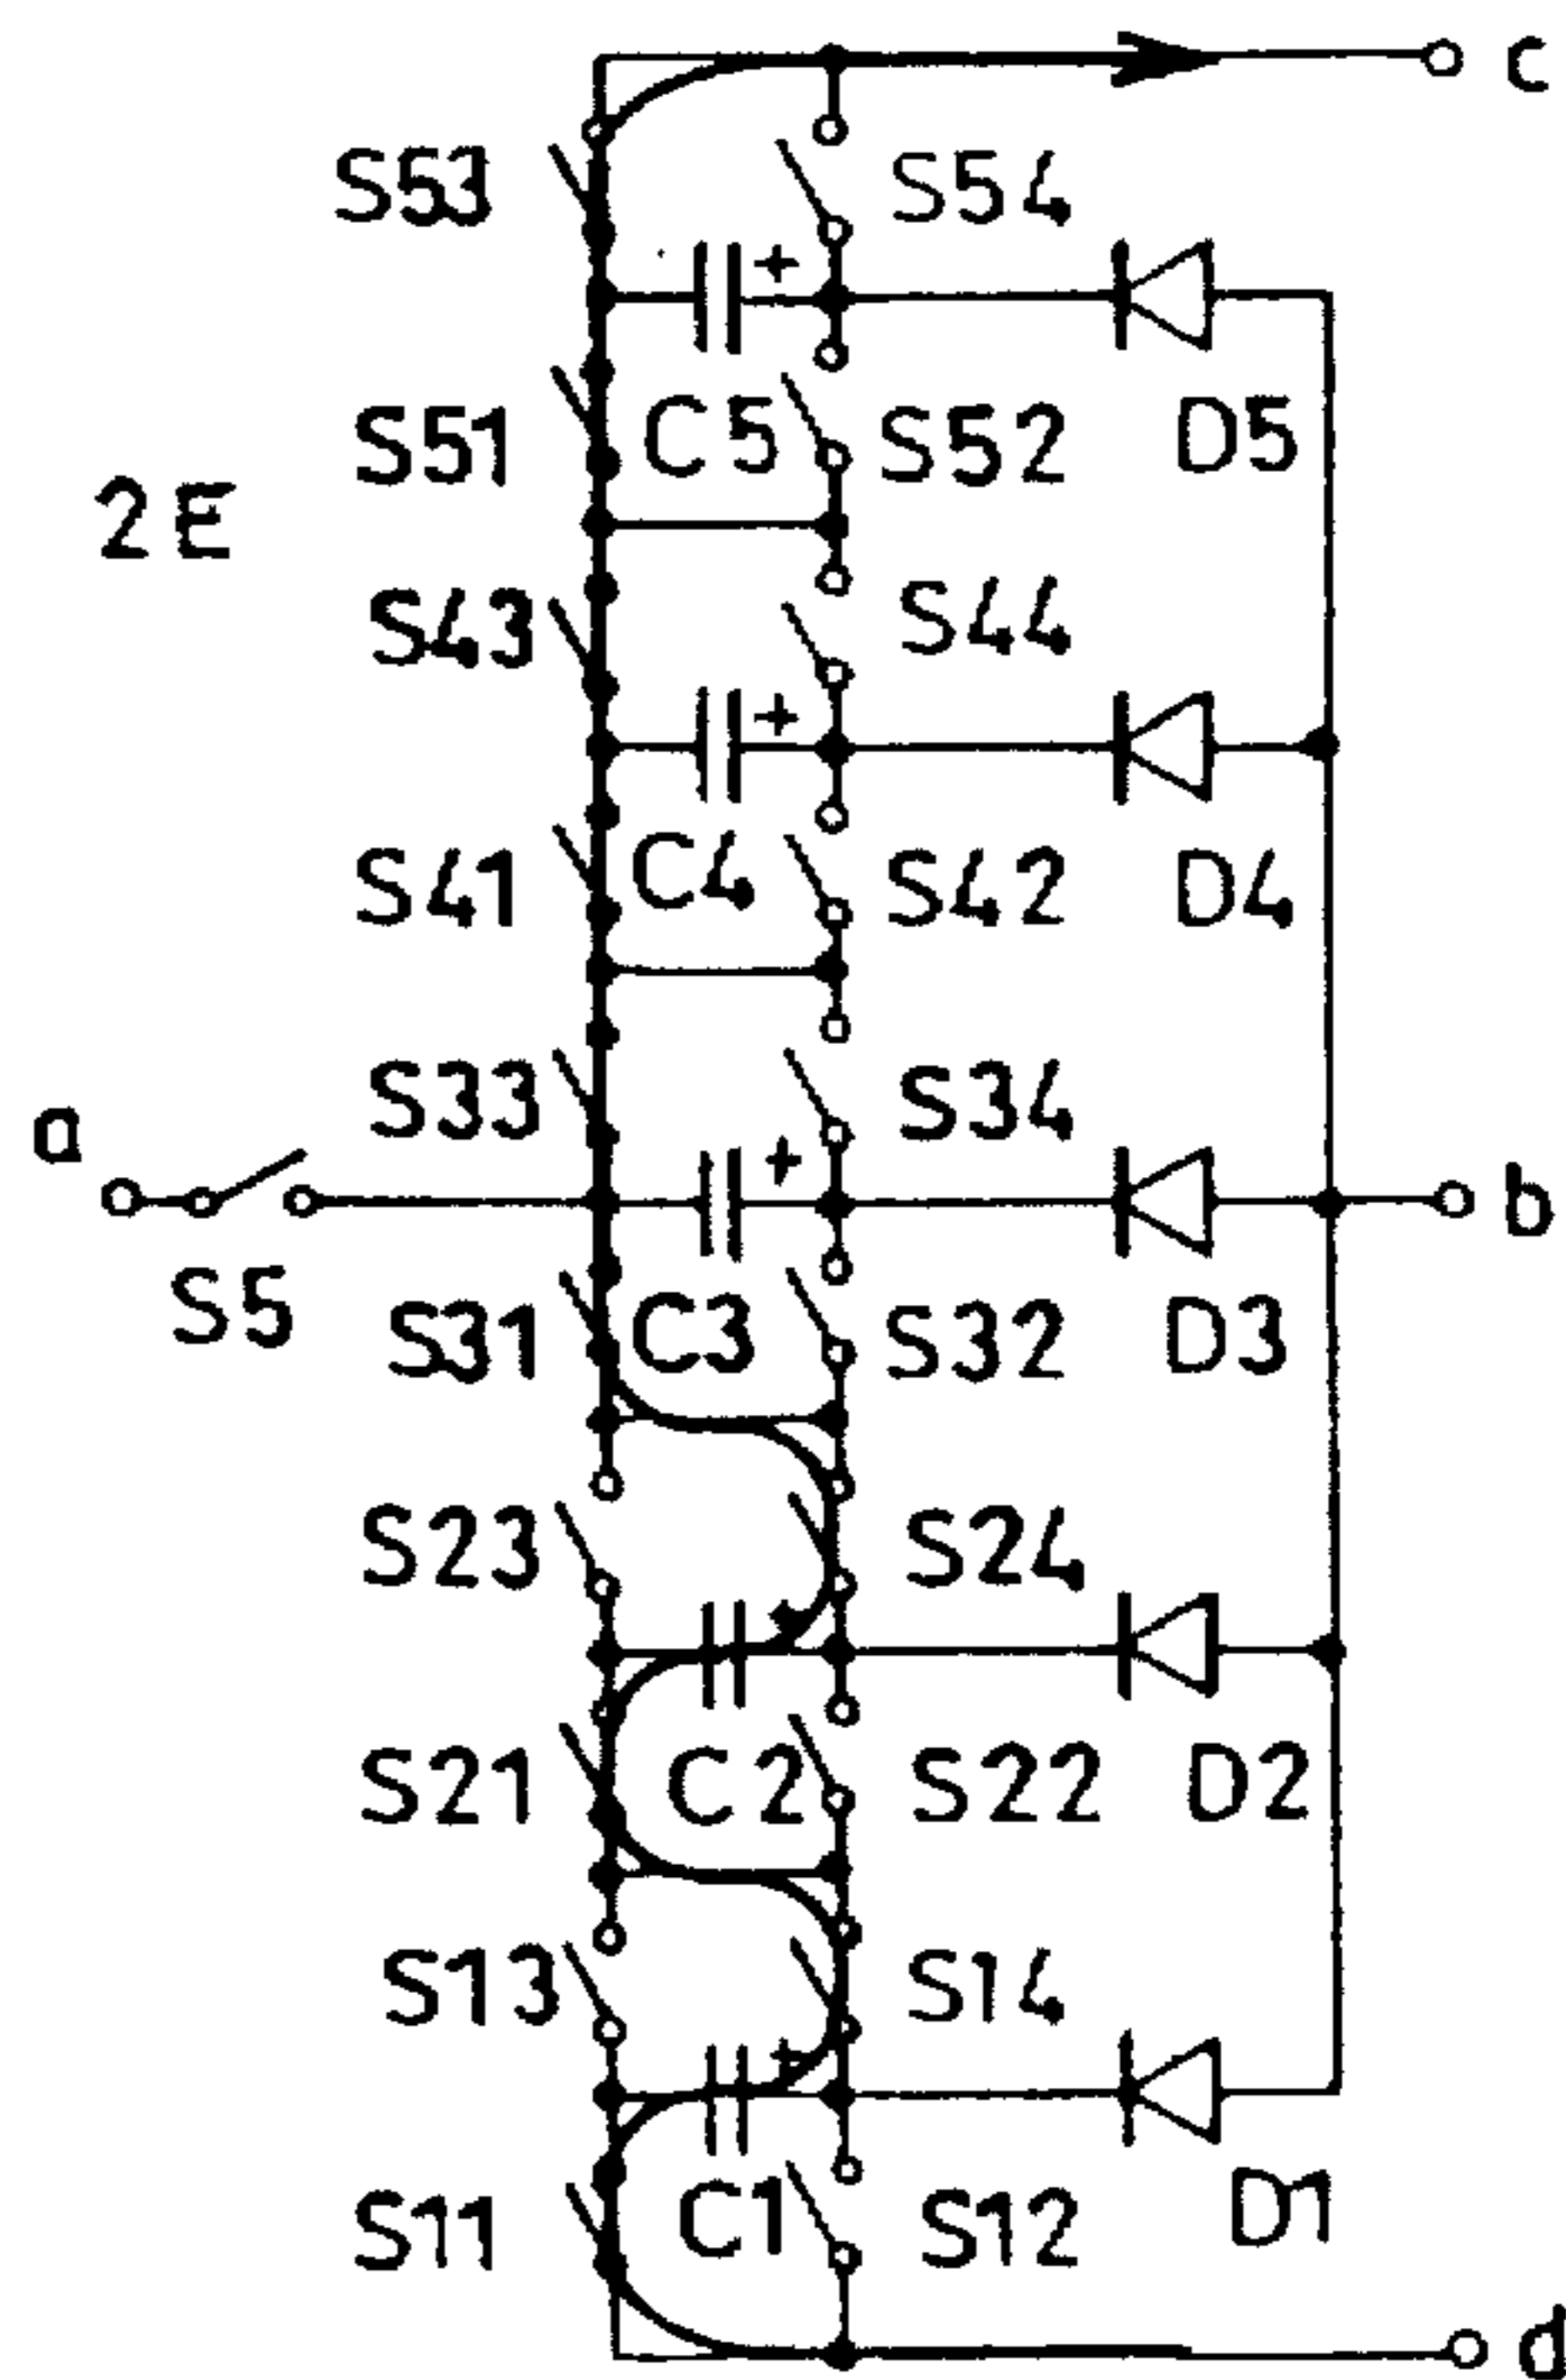 c
S53 S54
+
S51 C5 S52 D5
2E
S43 S44
+
S41 C4 S42 D4
S33 S34
a
+
b
S5
S31 C3 S32 D3
S23 S24
S21 C2 S22 D2
S13 S14
+
S11 C1 S12 D1
d